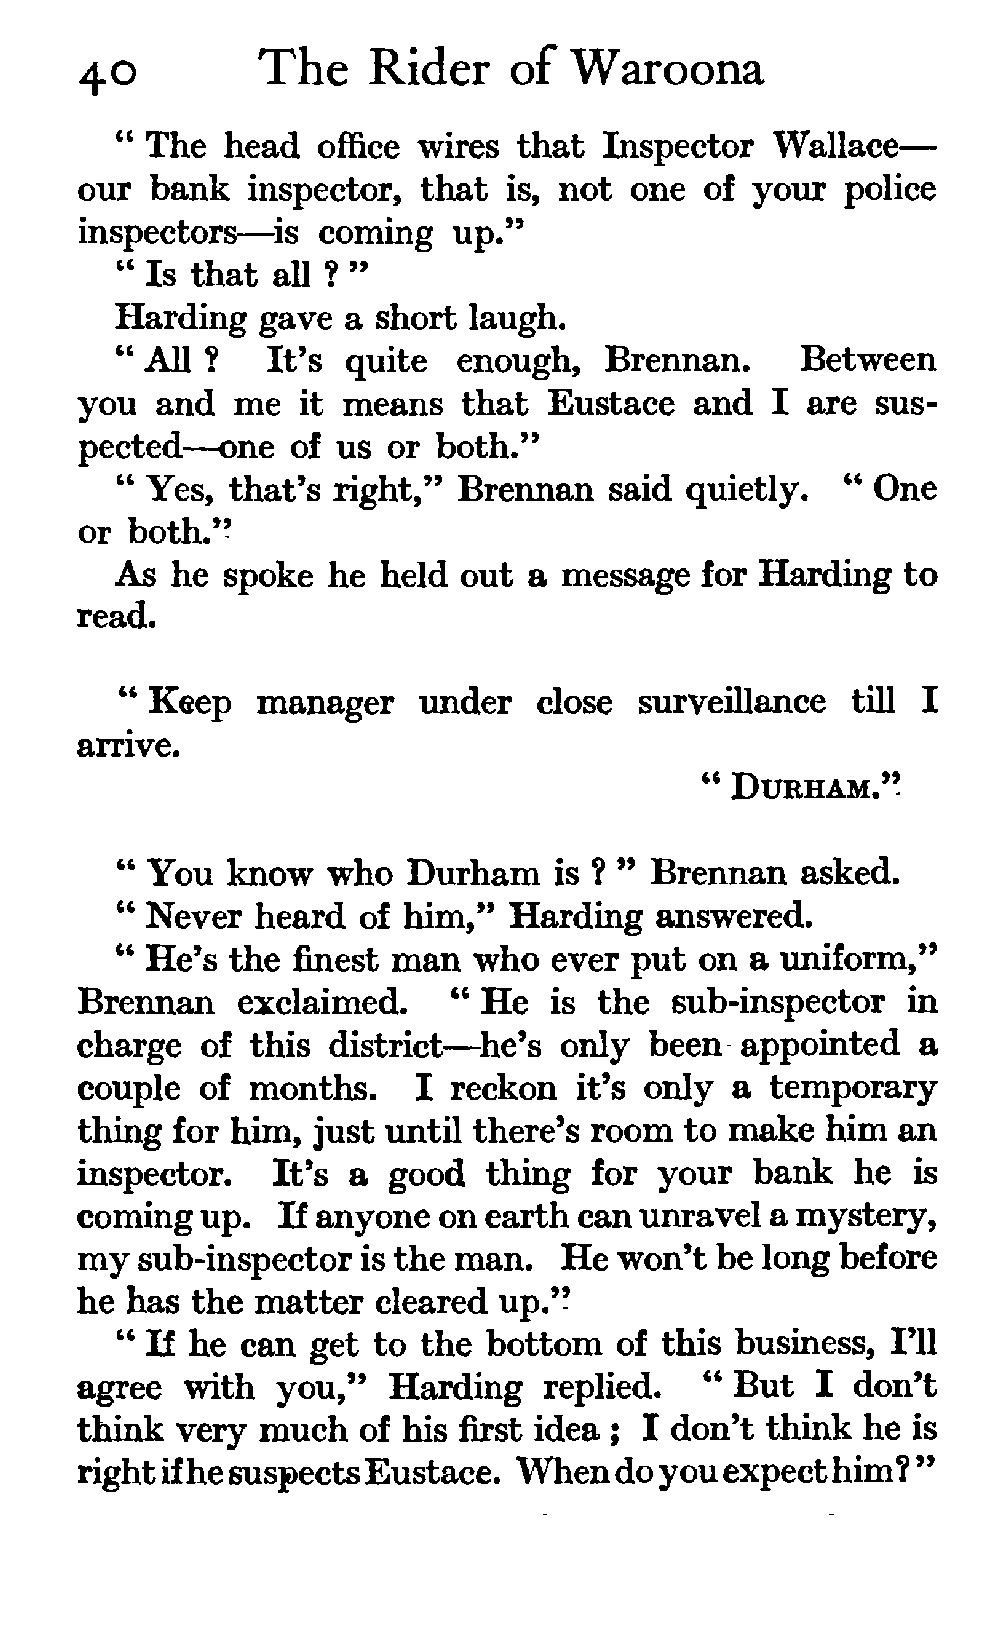 40 The Rider of Waroona
“ The head office wires that Inspector Wallace—
our bank inspector, that is, not one of your police
inspectors—is coming up.”
“ Is that all ? ”
Harding gave a short laugh.
“ All ? It’s quite enough, Brennan. Between
you and me it means that Eustace and I are sus-
pected—one of us or both.”
“ Yes, that’s right,” Brennan said quietly. “ One
or both.”
As he spoke he held out a message for Harding to
read.
“ Keep manager under close surveillance till I
arrive.
“ DURHAM.”
“ You know who Durham is ? ” Brennan asked.
“ Never heard of him,” Harding answered.
“ He’s the finest man who ever put on a uniform,”
Brennan exclaimed. “ He is the sub-inspector in
charge of this district—he’s only been appointed a
couple of months. I reckon it’s only a temporary
thing for him, just until there’s room to make him an
inspector. It’s a good thing for your bank he is
coming up. If anyone on earth can unravel a mystery,
my sub-inspector is the man. He won’t be long before
he has the matter cleared up.”
“ If he can get to the bottom of this business, I’ll
agree with you,” Harding replied. “ But I don’t
think very much of his first idea ; I don’t think he is
right if he suspects Eustace. When do you expect him? ”